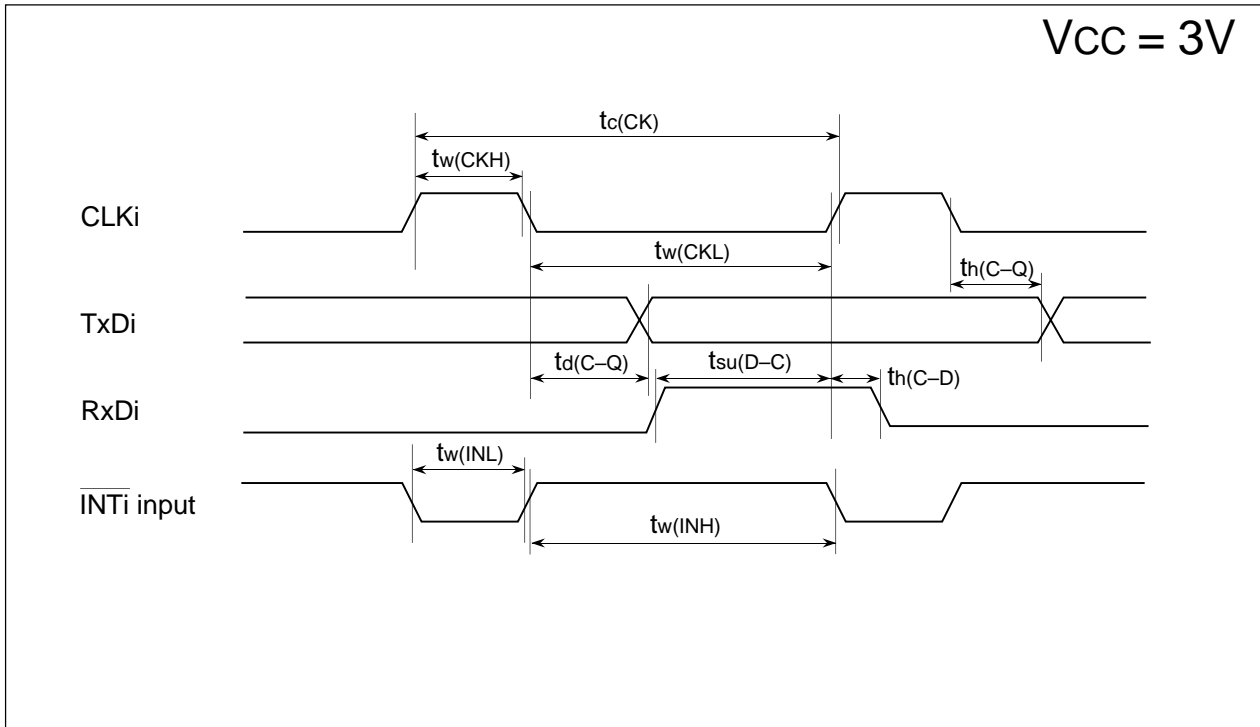 VCC = 3V
tc(CK)
tw(CKH)
CLKi
tw(CKL)
th(C–Q)
TxDi
td(C–Q)
tsu(D–C)
th(C–D)
RxDi
tw(INL)
INTi input
tw(INH)